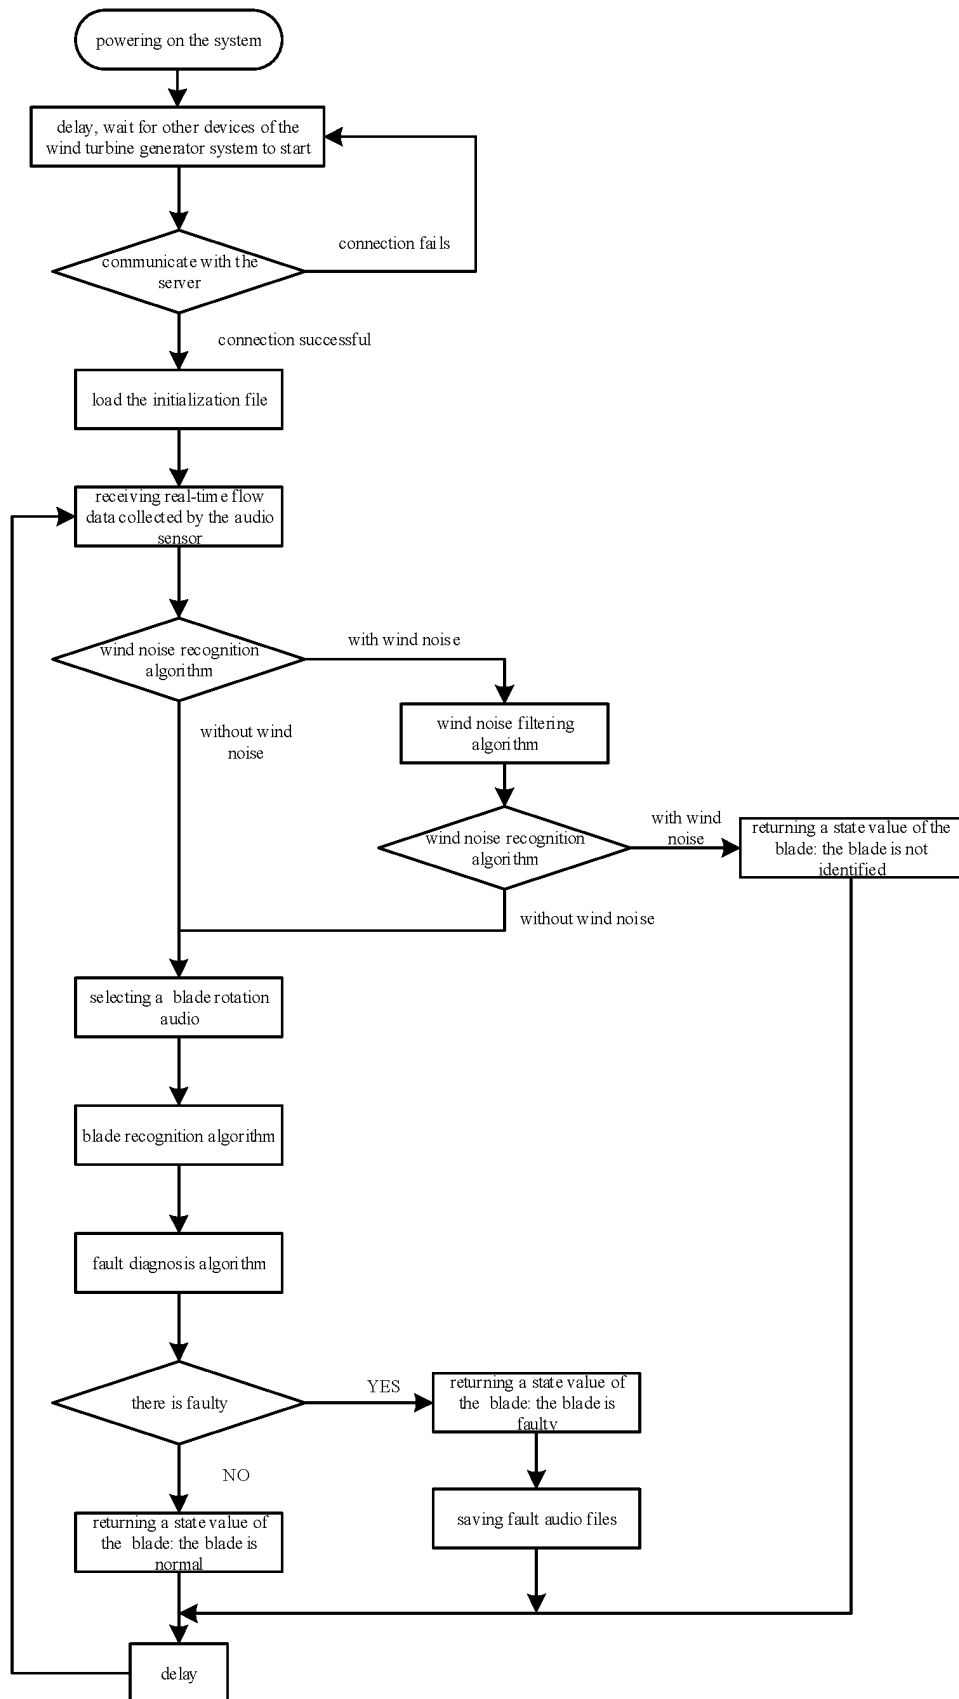 powering on the system
delay, wait for other devices of the
wind turbine generator system to start
connection fails
communicate with the
server
connection successful
load the initialization file
receiving real-time flow
data collected by the audio
sensor
with wind noise
wind noise recognition
algorithm
without wind
noise
wind noise filtering
algorithm
with wind
noise
wind noise recognition
algorithm
returning a state value of the
blade: the blade is not
identified
without wind noise
selecting a blade rotation
audio
blade recognition algorithm
fault diagnosis algorithm
there is faulty
YES
returning a state value of
the blade: the blade is
faulty
NO
saving fault audio files
returning a state value of
the blade: the blade is
normal
delay